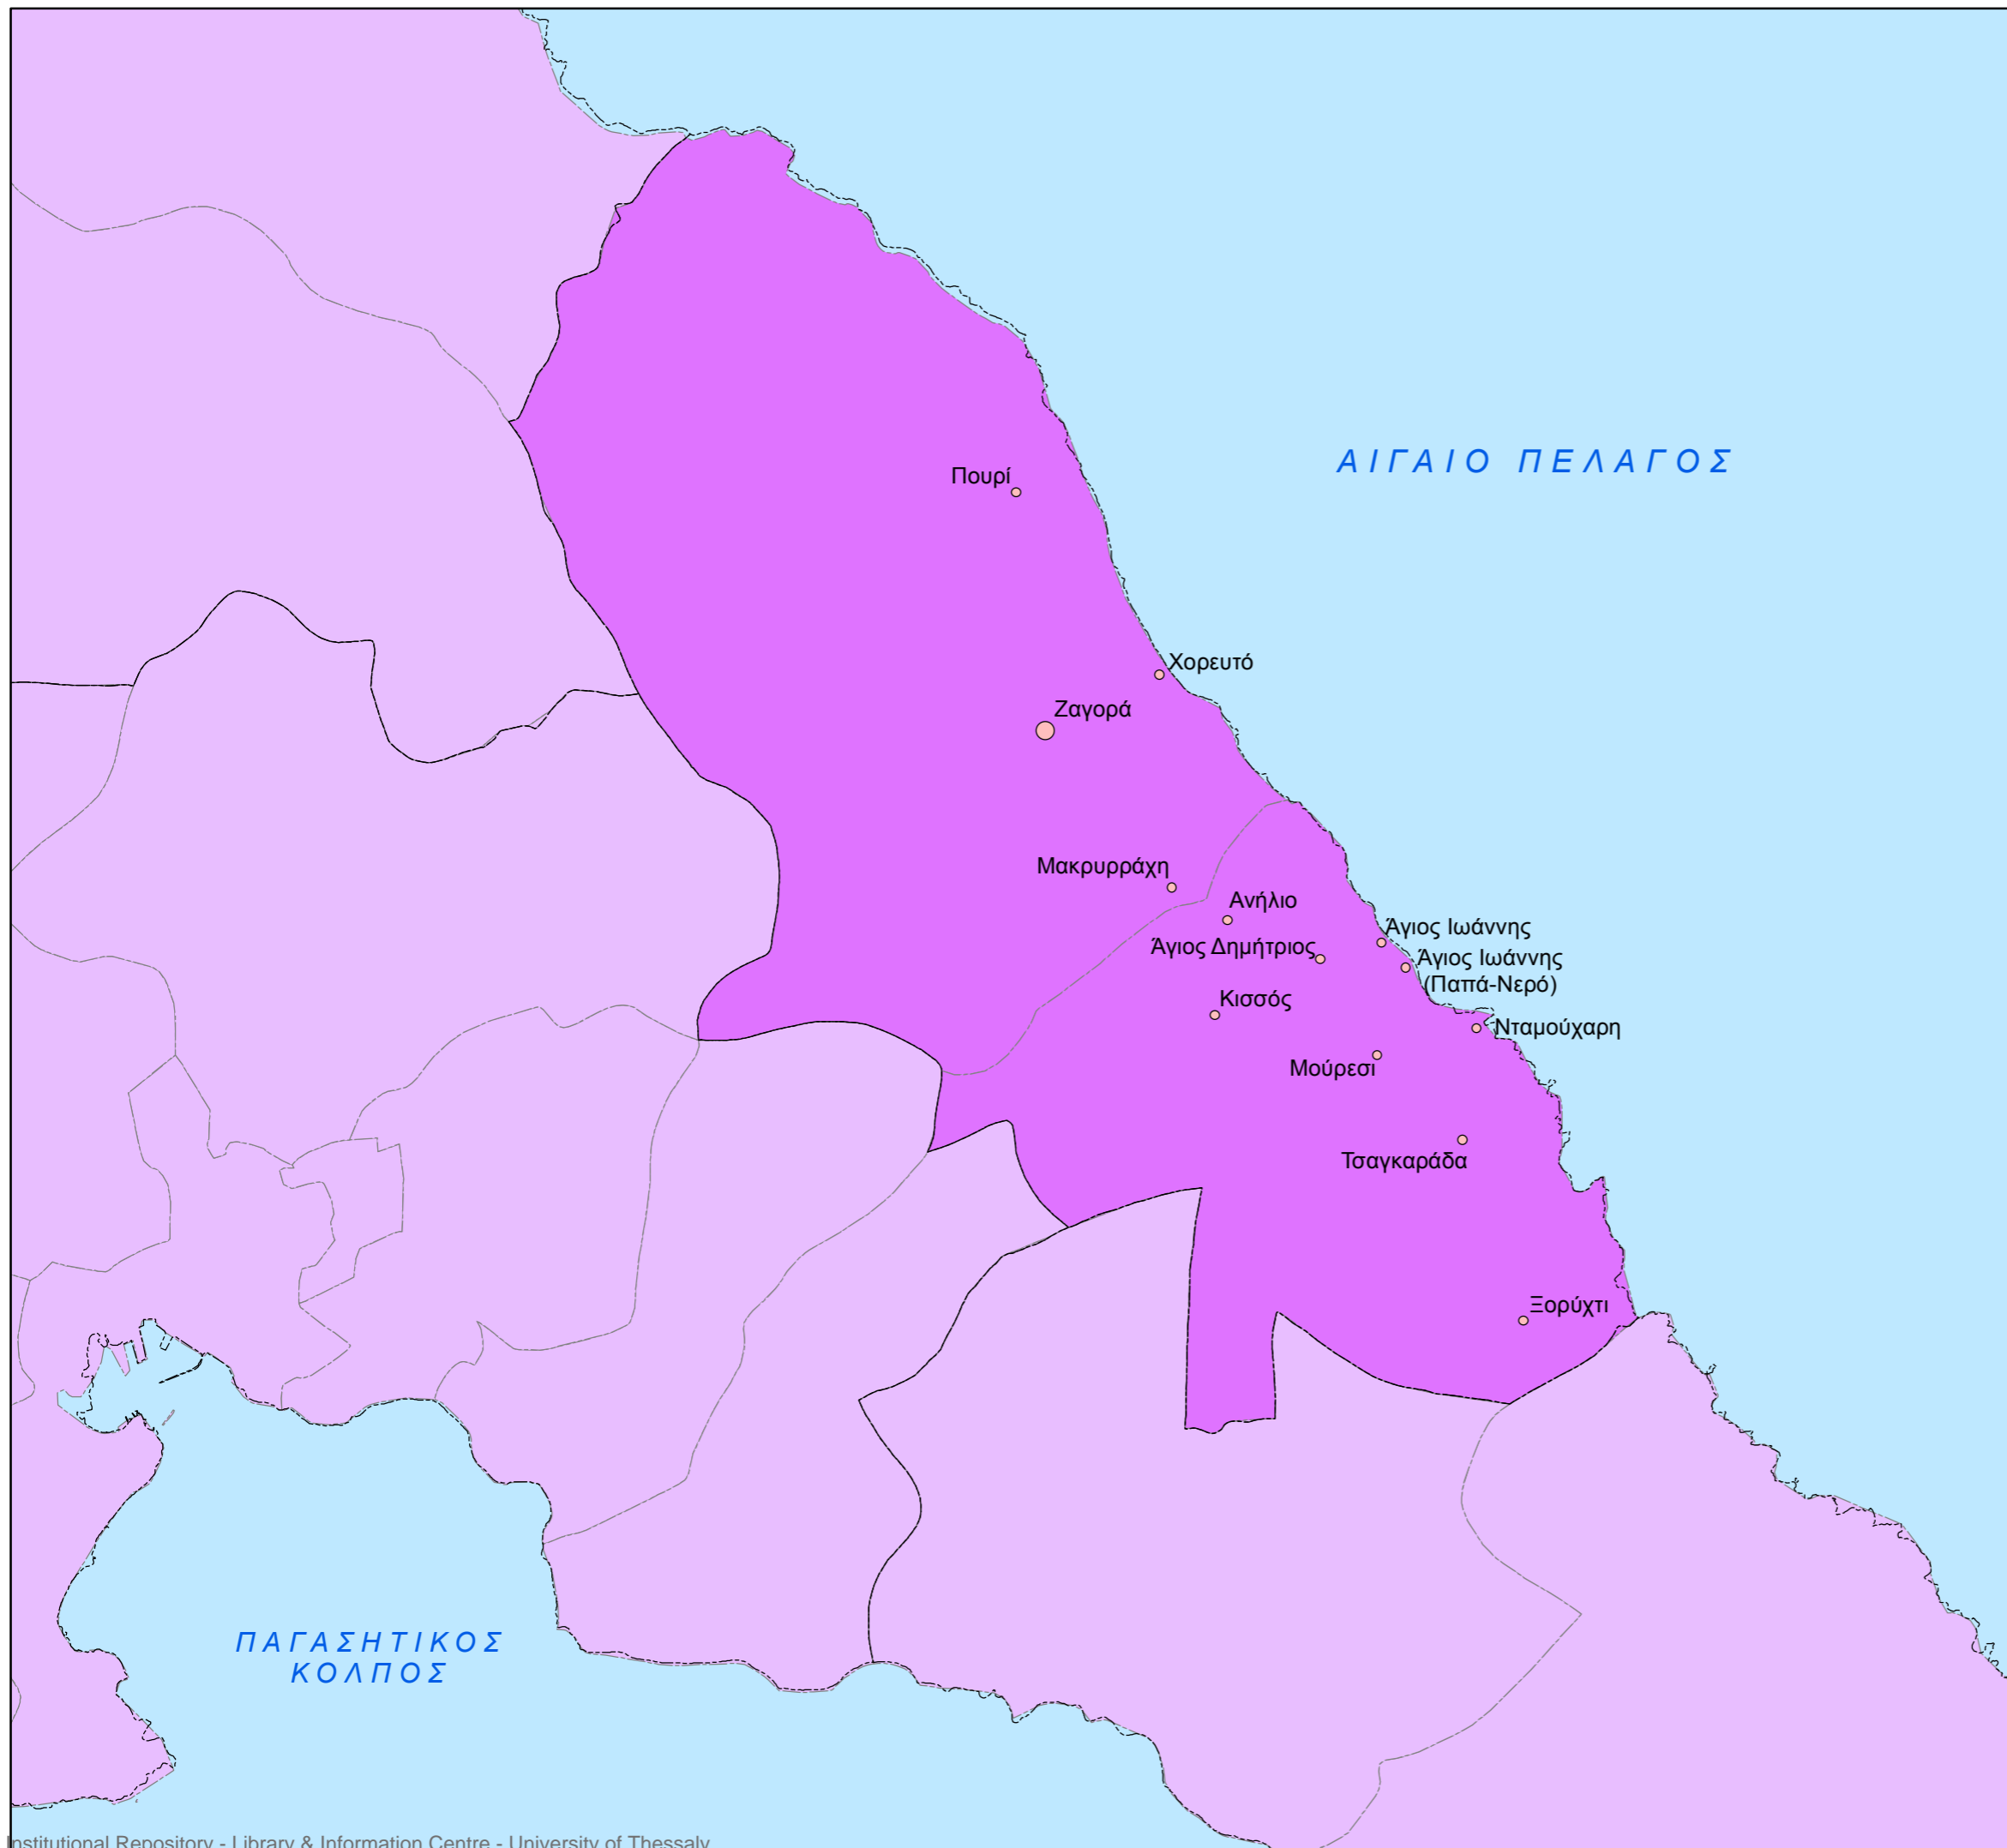 ΑΙΓΑΙΟ ΠΕΛΑΓΟΣ
Πουρί
Χορευτό
Ζαγορά
Μακρυρράχη
Ανήλιο
Άγιος Ιωάννης
Άγιος Δημήτριος
Άγιος Ιωάννης
(Παπά-Νερό)
Κισσός
Νταμούχαρη
Μούρεσι
Τσαγκαράδα
Ξορύχτι
ΠΑΓΑΣΗΤΙΚΟΣ
ΚΟΛΠΟΣ
Institutional Repository - Library & Information Centre - University of Thessaly